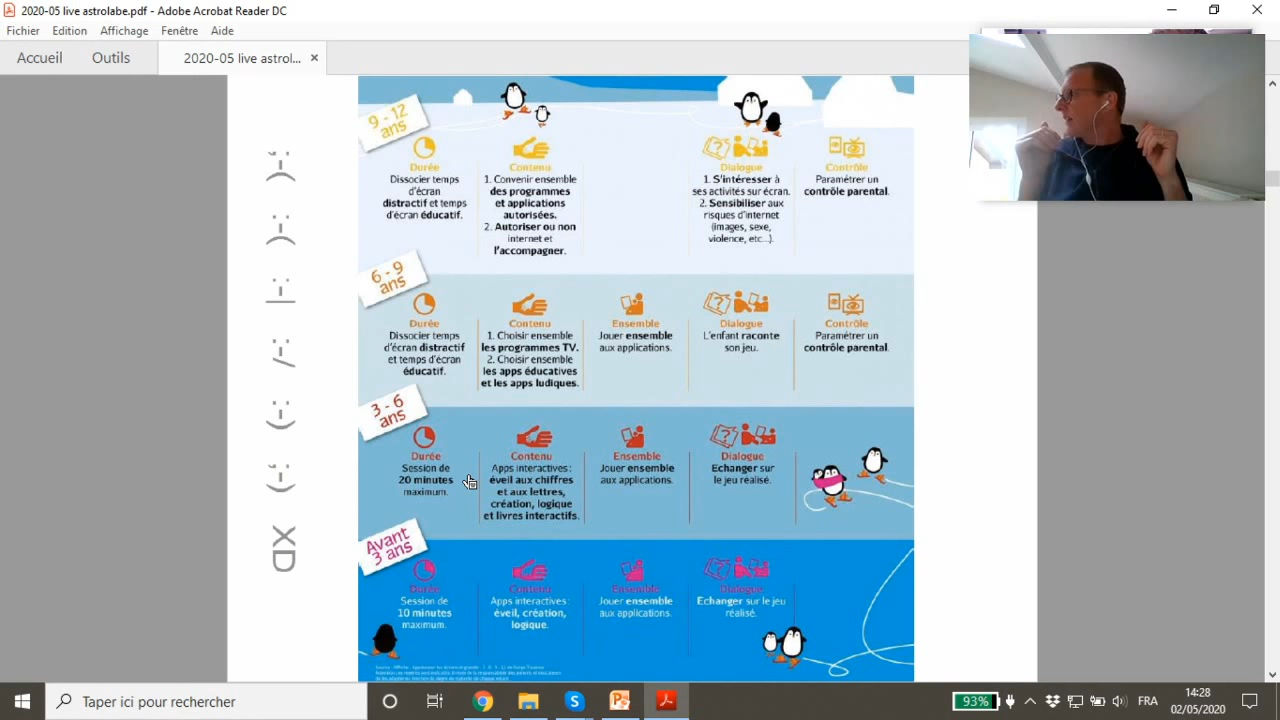 2020-05 live astrolabe.pdf - Adobe Acrobat Reader DC
Fichier Edition Affichage Fenêtre Aide
Accueil Outils 2020-05 live astrol... ×
9 - 12
ans
Durée
Dissocier temps
d'écran
distractif et temps
d'écran éducatif.
Contenu
1. Convenir ensemble
des programmes
et applications
autorisées.
2. Autoriser ou non
internet et
l'accompagner.
Dialogue
1. S'intéresser à
ses activités sur écran.
2. Sensibiliser aux
risques d'internet
(images, sexe,
violence, etc...).
Contrôle
Paramétrer un
contrôle parental.
6 - 9
ans
Durée
Dissocier temps
d'écran distractif
et temps d'écran
éducatif.
Contenu
1. Choisir ensemble
les programmes TV.
2. Choisir ensemble
les apps éducatives
et les apps ludiques.
Ensemble
Jouer ensemble
aux applications.
Dialogue
L'enfant raconte
son jeu.
Contrôle
Paramétrer un
contrôle parental.
3 - 6
ans
Durée
Session de
20 minutes
maximum.
Contenu
Apps interactives :
éveil aux chiffres
et aux lettres,
création, logique
et livres interactifs.
Ensemble
Jouer ensemble
aux applications.
Dialogue
Echanger sur
le jeu réalisé.
Avant
3 ans
Durée
Session de
10 minutes
maximum.
Contenu
Apps interactives :
éveil, création,
logique.
Ensemble
Jouer ensemble
aux applications.
Dialogue
Echanger sur le jeu
réalisé.
:'-(
:-(
:-|
:-/
:-)
;-)
XD
Taper ici pour rechercher
93%
FRA
14:28
02/05/2020